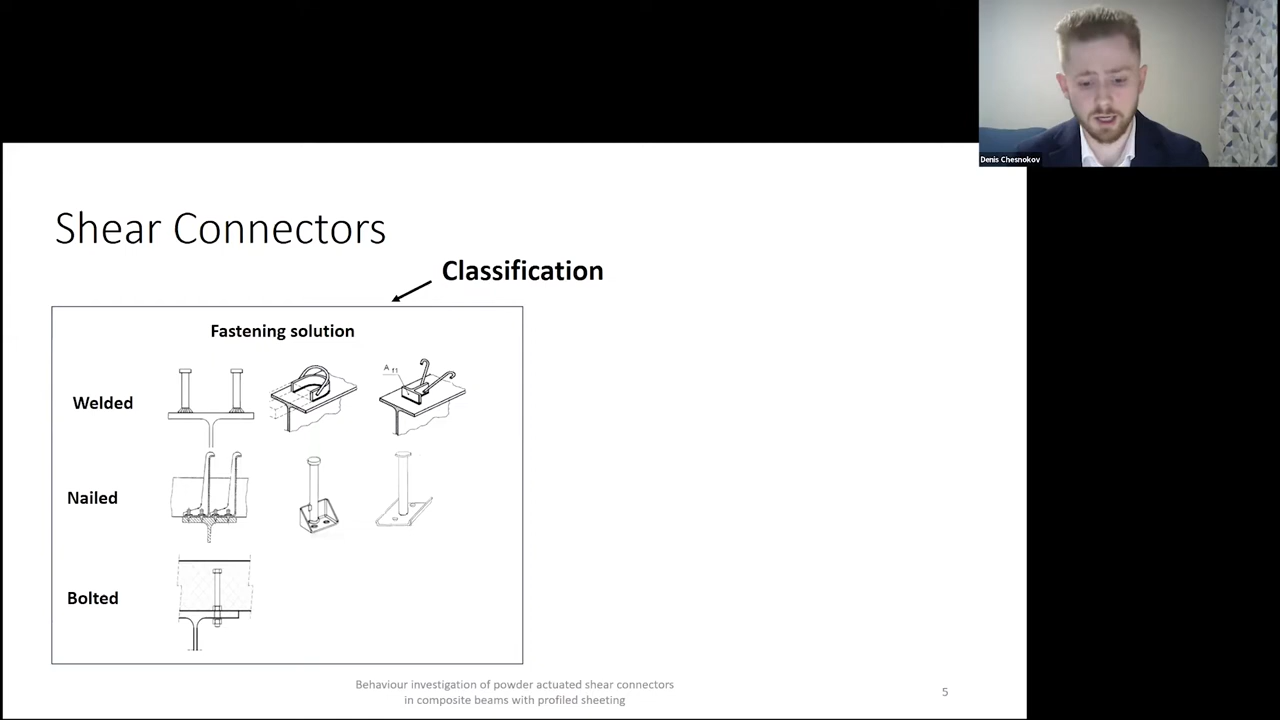 Denis Chesnokov
Shear Connectors
Classification
Fastening solution
Welded
A 11
Nailed
Bolted
Behaviour investigation of powder actuated shear connectors
in composite beams with profiled sheeting
5